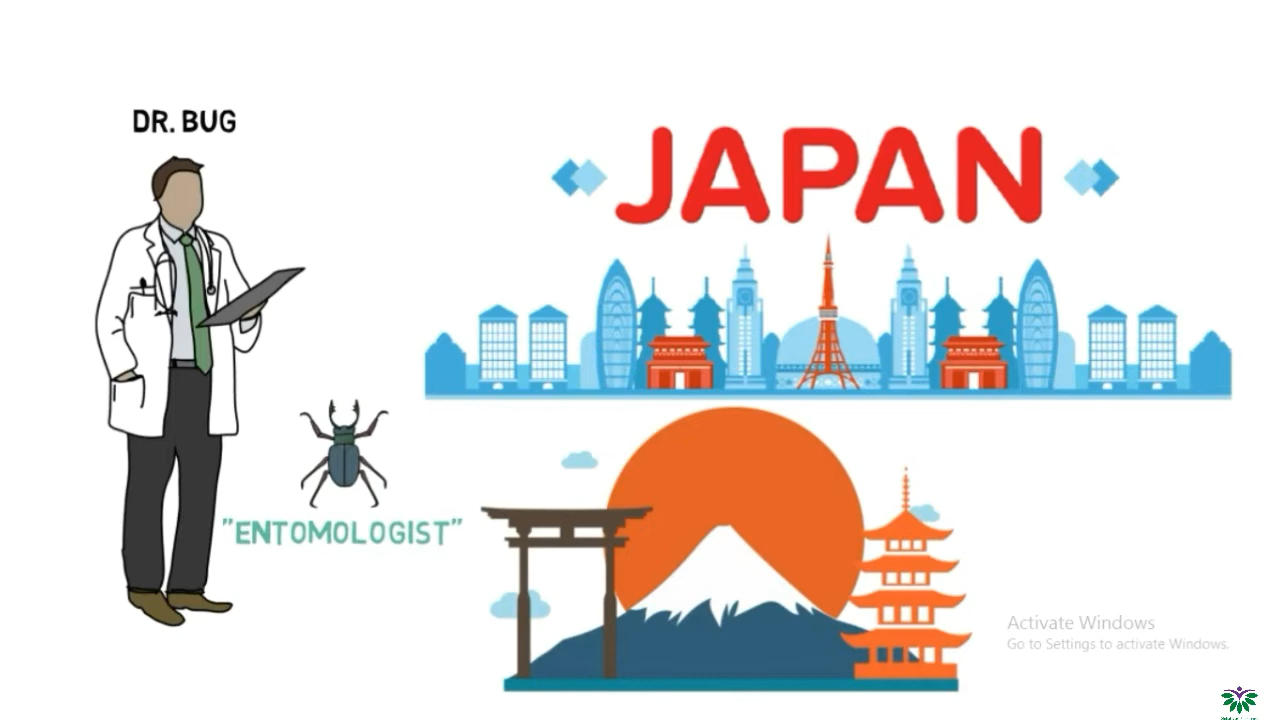 DR. BUG
JAPAN
"ENTOMOLOGIST"
Activate Windows
Go to Settings to activate Windows.